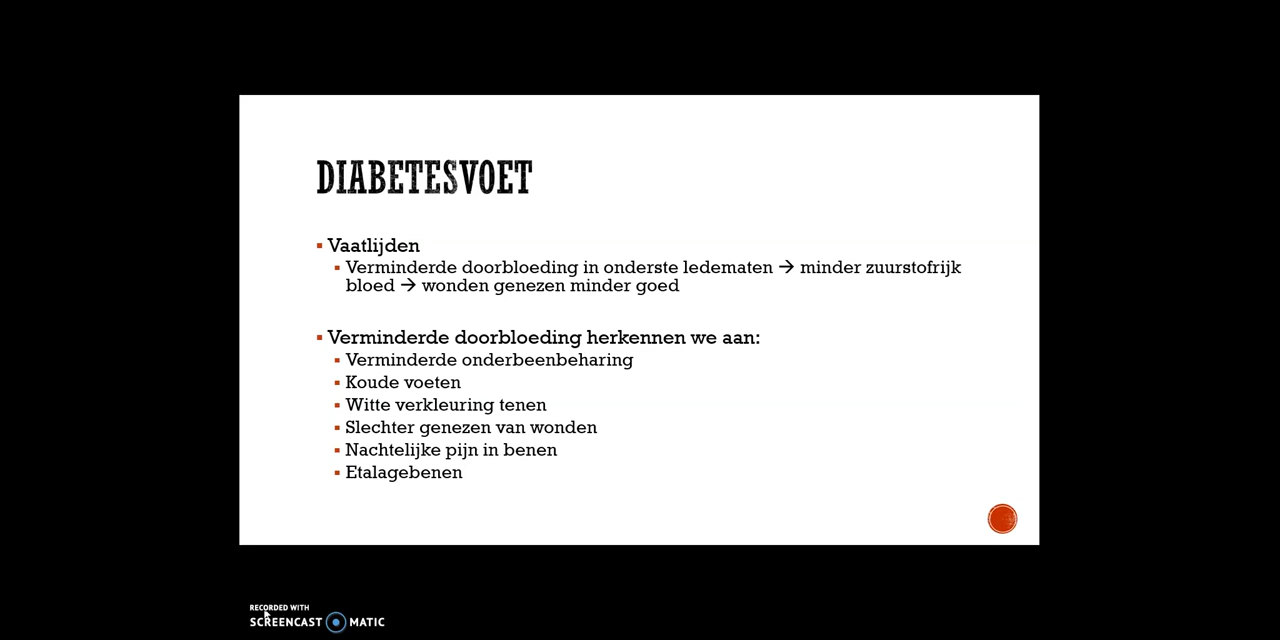 DIABETESVOET
▪ Vaatlijden
▪ Verminderde doorbloeding in onderste ledematen → minder zuurstofrijk
bloed → wonden genezen minder goed
▪ Verminderde doorbloeding herkennen we aan:
▪ Verminderde onderbeenbeharing
▪ Koude voeten
▪ Witte verkleuring tenen
▪ Slechter genezen van wonden
▪ Nachtelijke pijn in benen
▪ Etalagebenen
RECORDED WITH
SCREENCAST MATIC